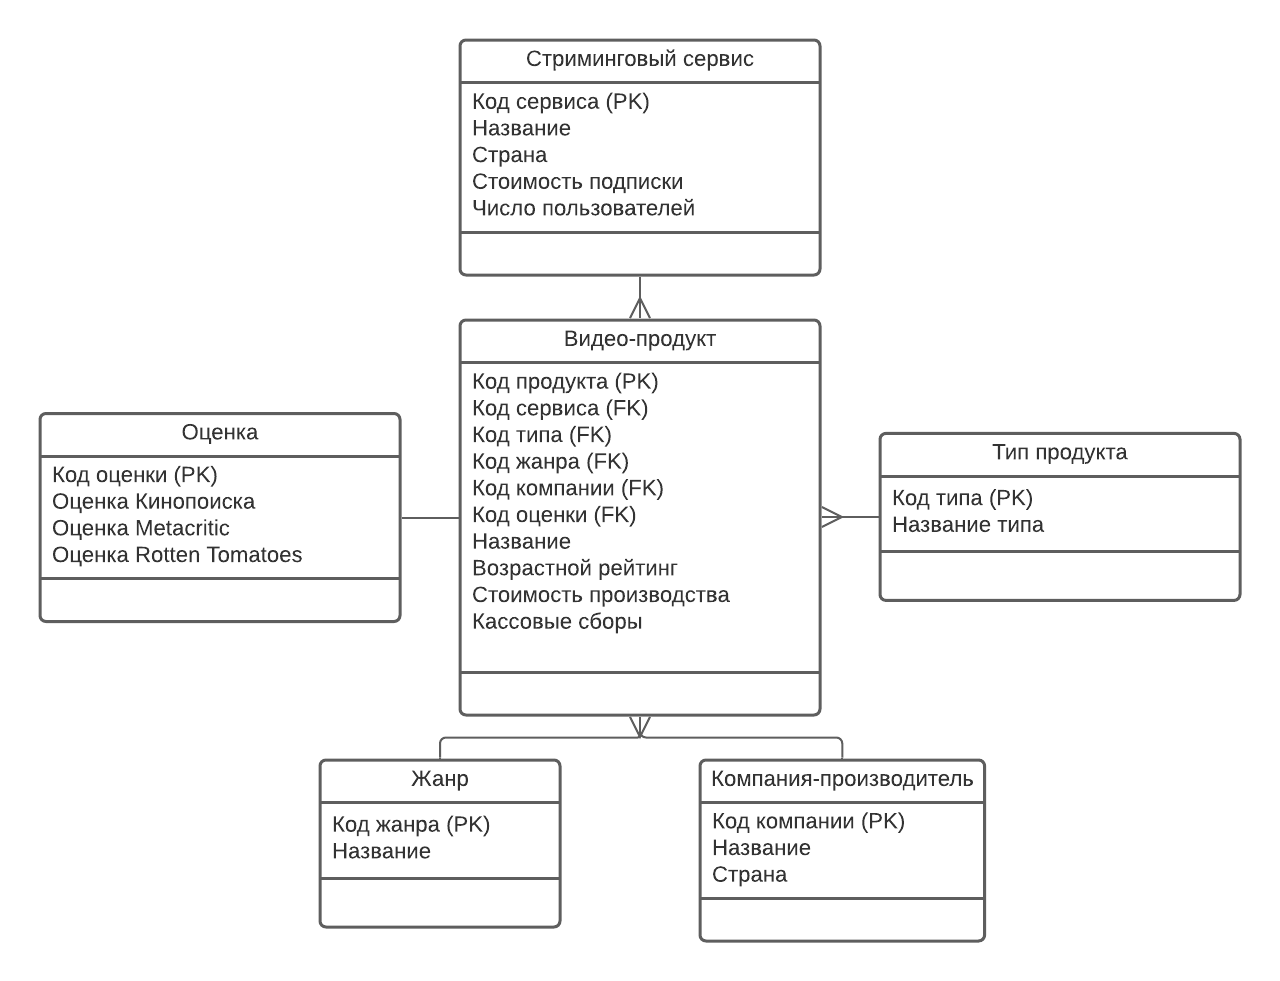 Стриминговый сервис
Код сервиса (PK)
Название
Страна
Стоимость подписки
Число пользователей
Видео-продукт
Код продукта (PK)
Код сервиса (FK)
Код типа (FK)
Код жанра (FK)
Код компании (FK)
Код оценки (FK)
Название
Возрастной рейтинг
Стоимость производства
Кассовые сборы
Оценка
Код оценки (PK)
Оценка Кинопоиска
Оценка Metacritic
Оценка Rotten Tomatoes
Тип продукта
Код типа (PK)
Название типа
Жанр
Код жанра (PK)
Название
Компания-производитель
Код компании (PK)
Название
Страна